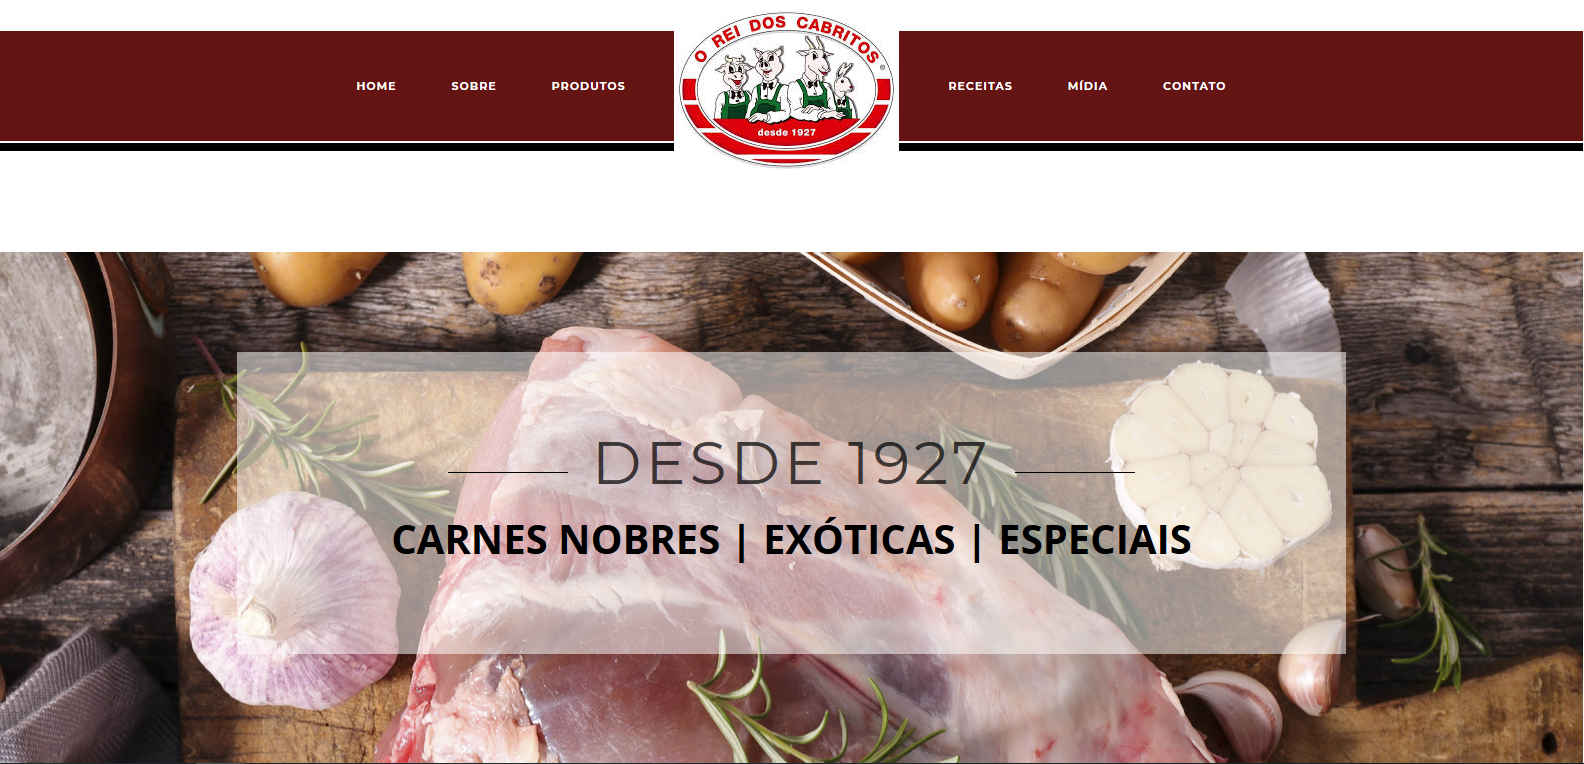 HOME SOBRE PRODUTOS
O REI DOS CABRITOS
®
desde 1927
RECEITAS MÍDIA CONTATO
DESDE 1927
CARNES NOBRES | EXÓTICAS | ESPECIAIS